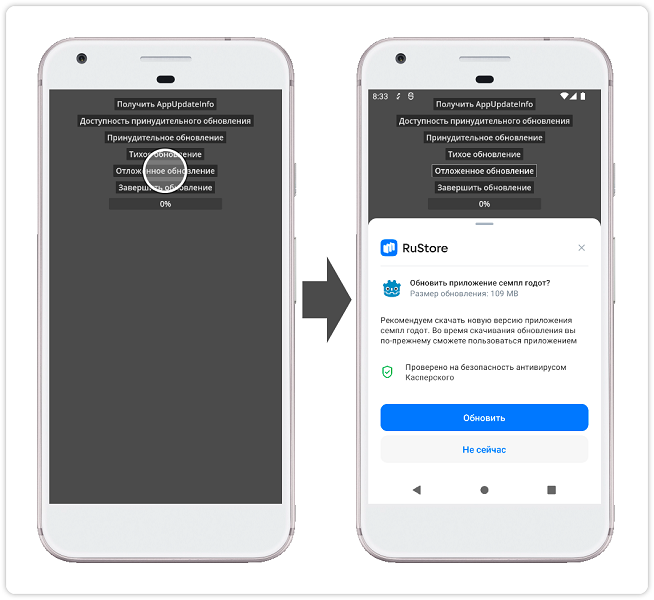 Получить AppUpdateInfo
Доступность принудительного обновления
Принудительное обновление
Тихое обновление
Отложенное обновление
Завершить обновление
0%
8:33
Получить AppUpdateInfo
Доступность принудительного обновления
Принудительное обновление
Тихое обновление
Отложенное обновление
Завершить обновление
0%
RuStore
Обновить приложение семпл годот?
Размер обновления: 109 MB
Рекомендуем скачать новую версию приложения
семпл годот. Во время скачивания обновления вы
по-прежнему сможете пользоваться приложением
Проверено на безопасность антивирусом
Касперского
Обновить
Не сейчас